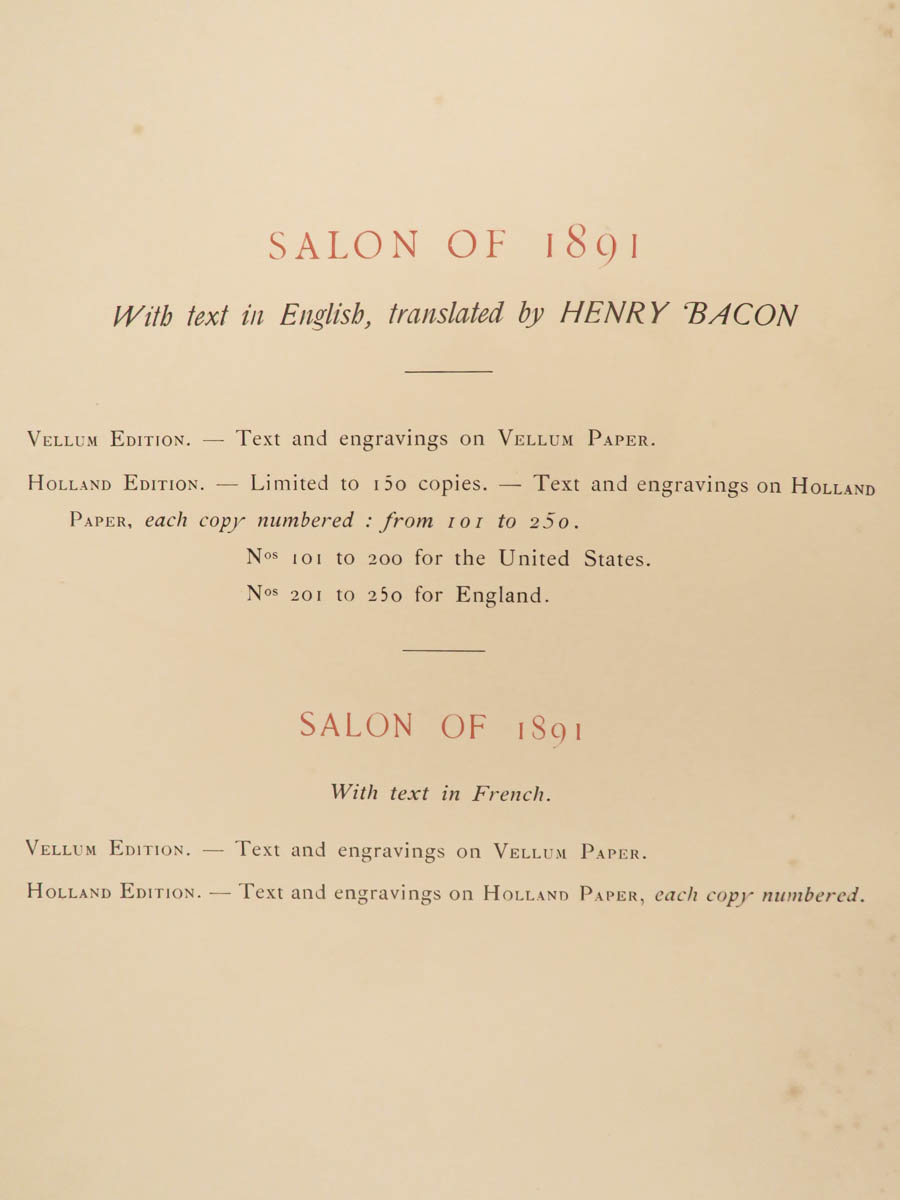 SALON OF 1891
With text in English, translated by HENRY BACON
VELLUM EDITION. — Text and engravings on VELLUM PAPER.
HOLLAND EDITION. — Limited to 150 copies. — Text and engravings on HOLLAND
PAPER, each copy numbered : from 101 to 250.
Nos 101 to 200 for the United States.
Nos 201 to 250 for England.
SALON OF 1891
With text in French.
VELLUM EDITION. — Text and engravings on VELLUM PAPER.
HOLLAND EDITION. — Text and engravings on HOLLAND PAPER, each copy numbered.